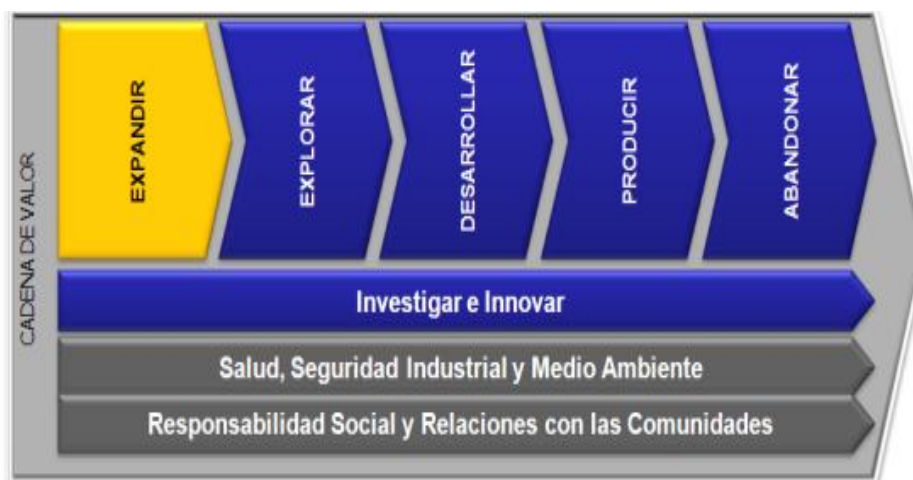 CADENA DE VALOR
EXPANDIR
EXPLORAR
DESARROLLAR
PRODUCIR
ABANDONAR
Investigar e Innovar
Salud, Seguridad Industrial y Medio Ambiente
Responsabilidad Social y Relaciones con las Comunidades